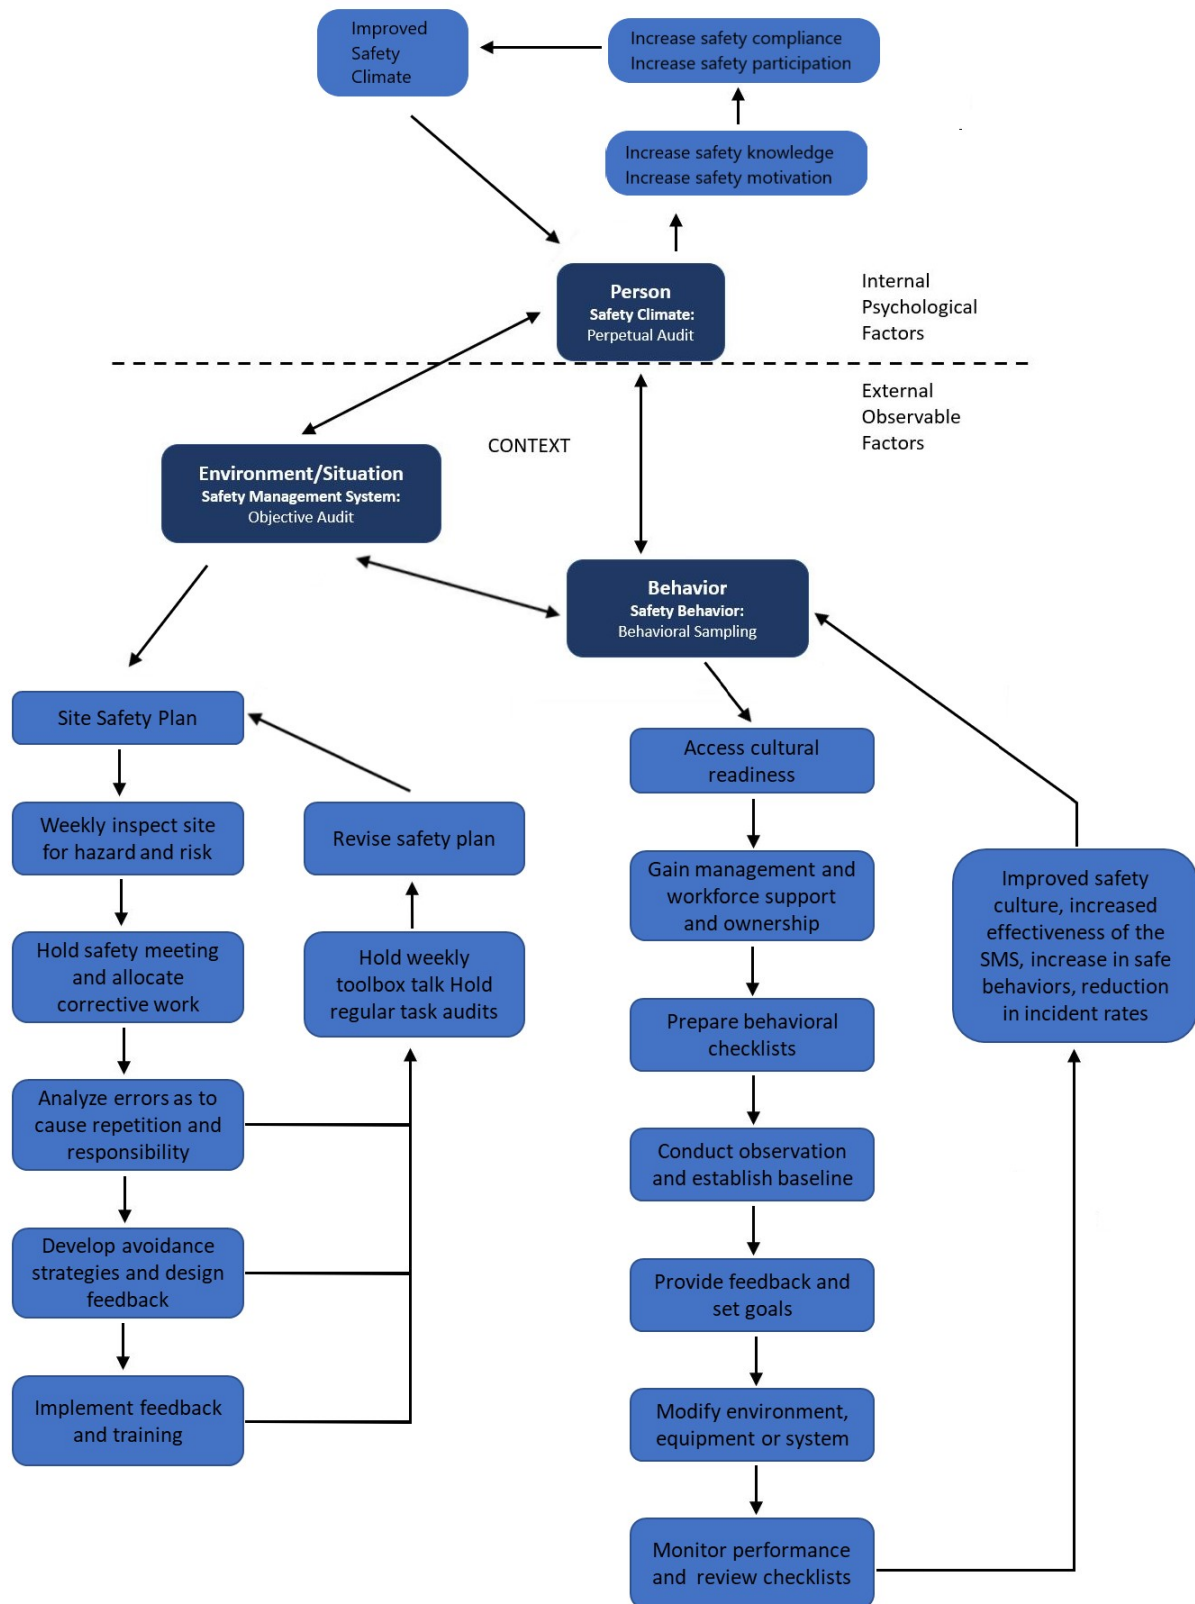 Improved
Safety
Climate
Increase safety compliance
Increase safety participation
Increase safety knowledge
Increase safety motivation
Person
Safety Climate:
Perpetual Audit
Internal
Psychological
Factors
External
Observable
Factors
CONTEXT
Environment/Situation
Safety Management System:
Objective Audit
Behavior
Safety Behavior:
Behavioral Sampling
Site Safety Plan
Weekly inspect site
for hazard and risk
Hold safety meeting
and allocate
corrective work
Analyze errors as to
cause repetition and
responsibility
Develop avoidance
strategies and design
feedback
Implement feedback
and training
Revise safety plan
Hold weekly
toolbox talk Hold
regular task audits
Access cultural
readiness
Gain management and
workforce support
and ownership
Prepare behavioral
checklists
Conduct observation
and establish baseline
Provide feedback and
set goals
Modify environment,
equipment or system
Monitor performance
and review checklists
Improved safety
culture, increased
effectiveness of the
SMS, increase in safe
behaviors, reduction
in incident rates